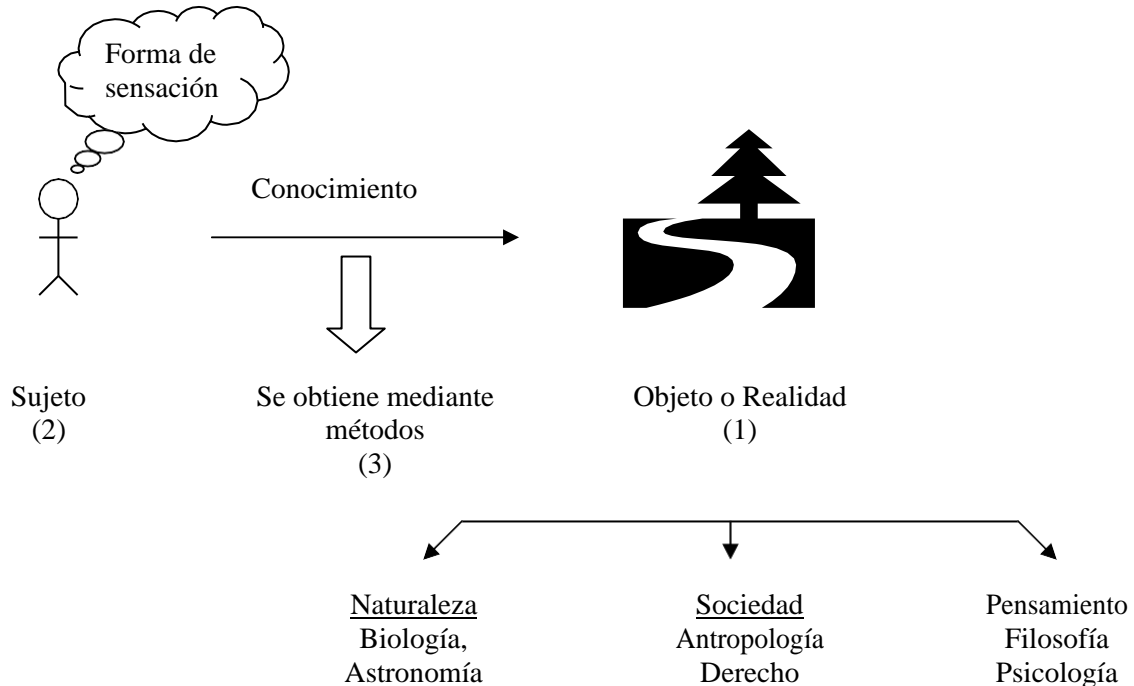 Forma de
sensación
Conocimiento
Sujeto
(2)
Se obtiene mediante
métodos
(3)
Objeto o Realidad
(1)
Naturaleza
Biología,
Astronomía
Sociedad
Antropología
Derecho
Pensamiento
Filosofía
Psicología